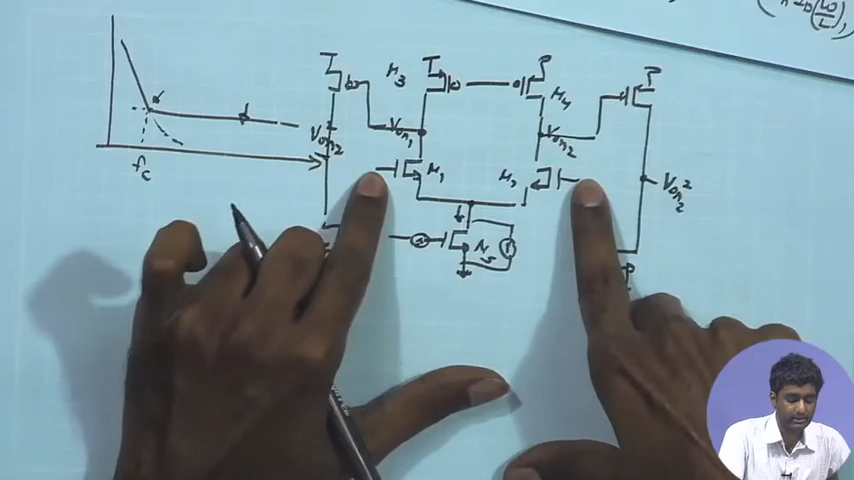 M₃
M₄
Von₁
Von₂
Von₂
M₁
M₂
fc
Von₂
M₅